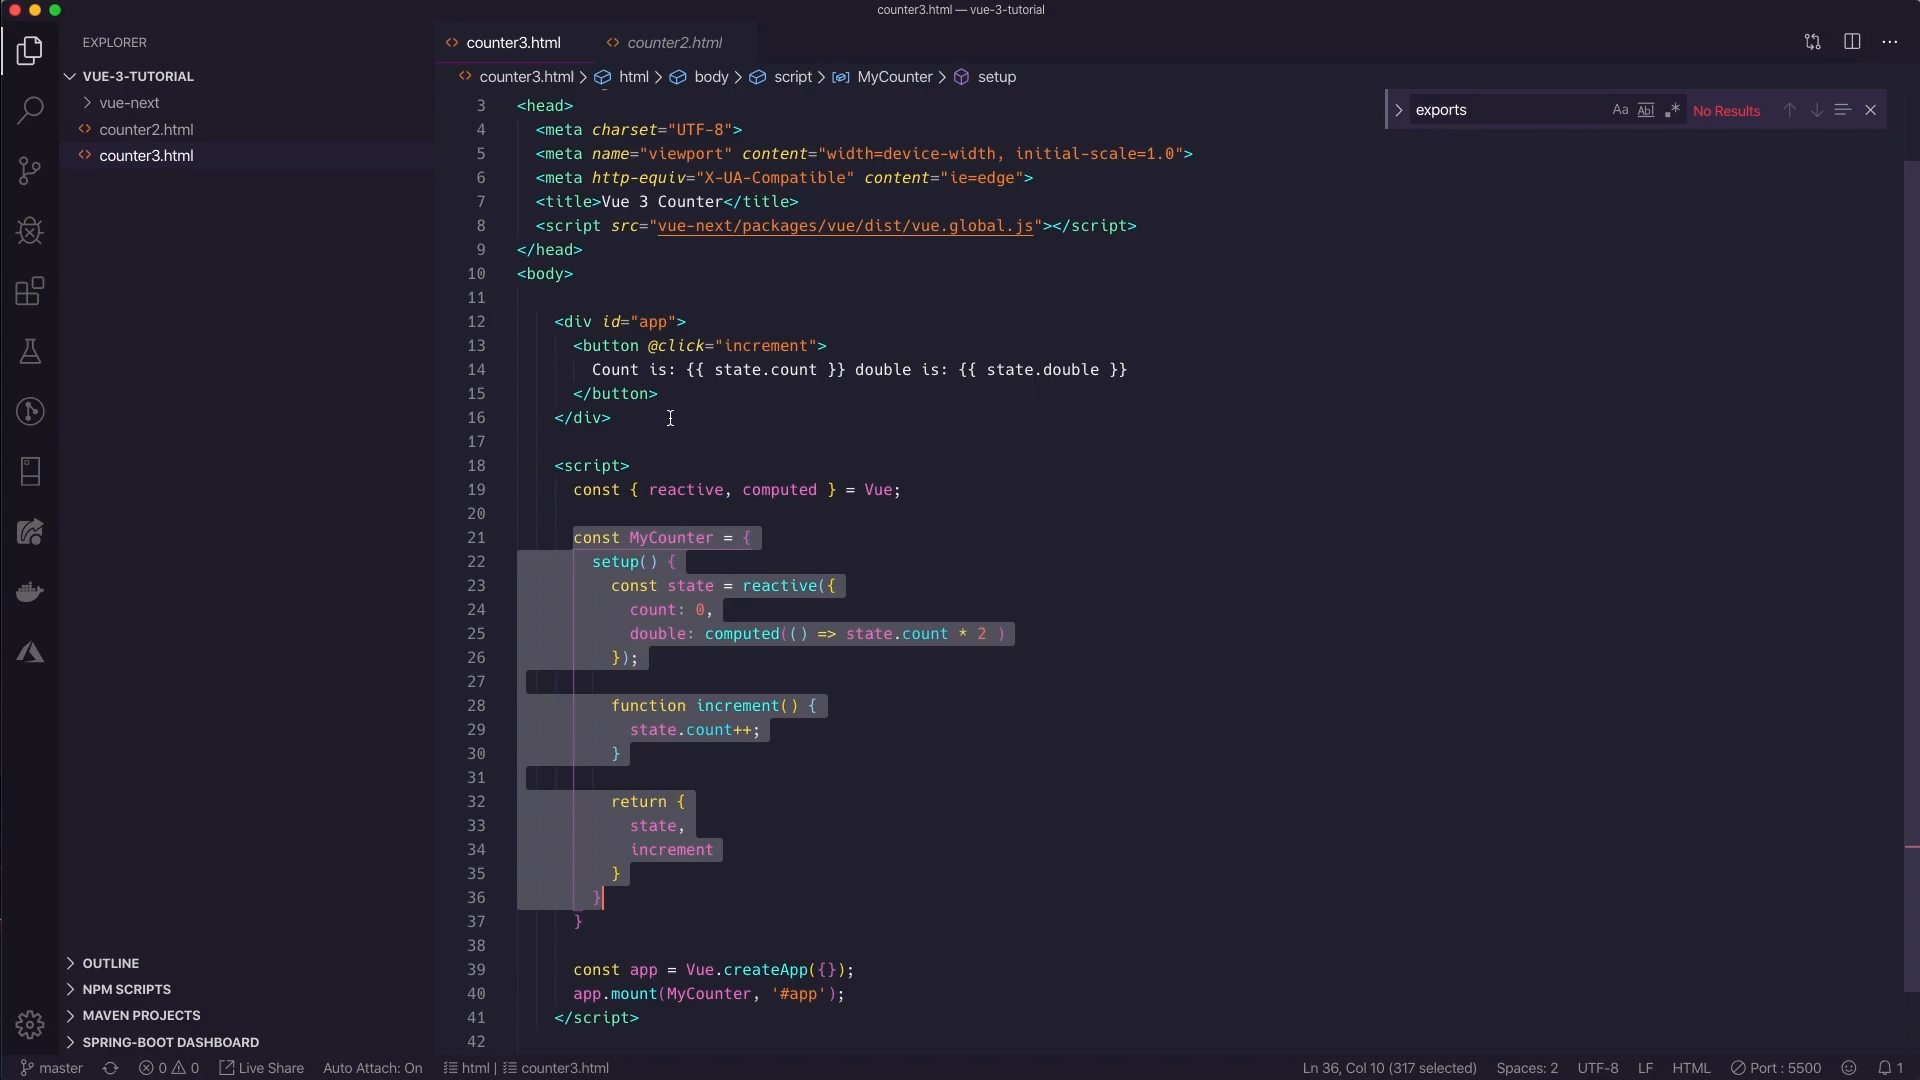 counter3.html — vue-3-tutorial
EXPLORER
VUE-3-TUTORIAL
vue-next
counter2.html
counter3.html
OUTLINE
NPM SCRIPTS
MAVEN PROJECTS
SPRING-BOOT DASHBOARD
counter3.html
counter2.html
counter3.html > html > body > script > MyCounter > setup
exports
Aa Abl .* No Results
3 <head>
4 <meta charset="UTF-8">
5 <meta name="viewport" content="width=device-width, initial-scale=1.0">
6 <meta http-equiv="X-UA-Compatible" content="ie=edge">
7 <title>Vue 3 Counter</title>
8 <script src="vue-next/packages/vue/dist/vue.global.js"></script>
9 </head>
10 <body>
11
12 <div id="app">
13 <button @click="increment">
14 Count is: {{ state.count }} double is: {{ state.double }}
15 </button>
16 </div>
17
18 <script>
19 const { reactive, computed } = Vue;
20
21 const MyCounter = {
22 setup() {
23 const state = reactive({
24 count: 0,
25 double: computed(() => state.count * 2 )
26 });
27
28 function increment() {
29 state.count++;
30 }
31
32 return {
33 state,
34 increment
35 }
36 }
37 }
38
39 const app = Vue.createApp({});
40 app.mount(MyCounter, '#app');
41 </script>
42
master 0 0 Live Share Auto Attach: On html | counter3.html Ln 36, Col 10 (317 selected) Spaces: 2 UTF-8 LF HTML Port : 5500 1